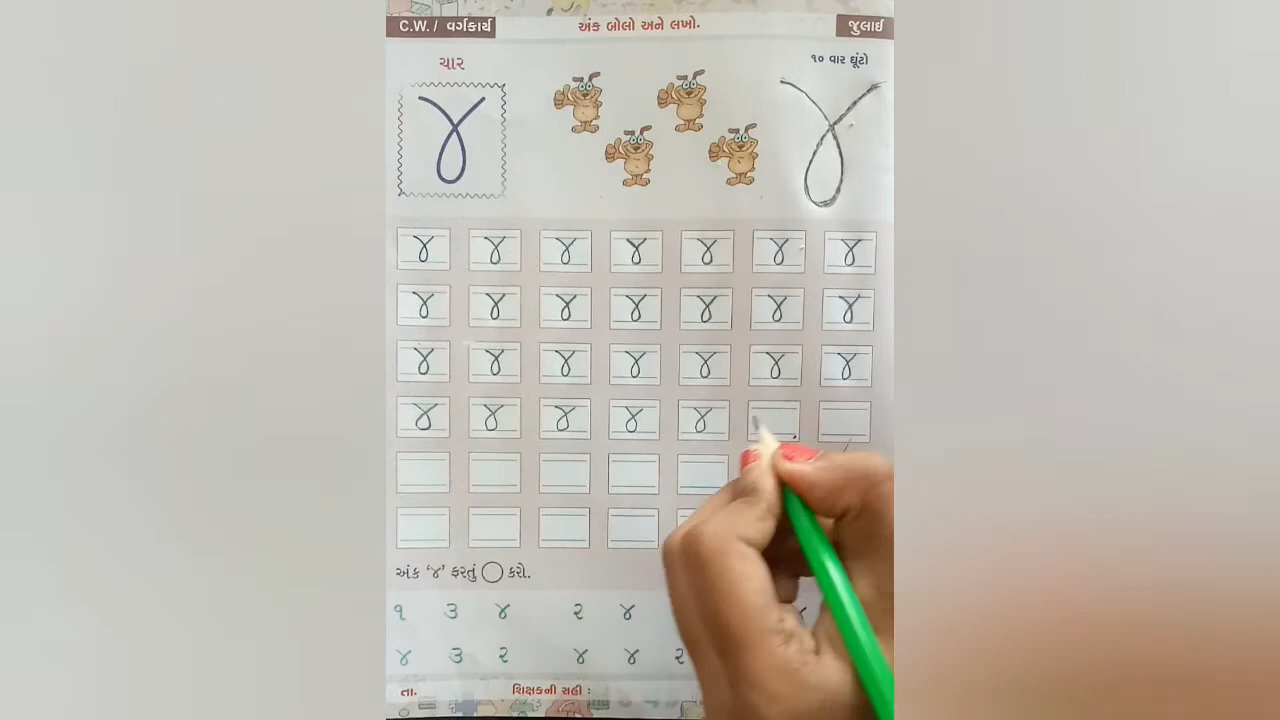 C.W. / વર્ગકાર્ય અંક બોલો અને લખો. જુલાઈ
ચાર ૧૦ વાર ઘૂંટો
૪ ૪
૪ ૪ ૪ ૪ ૪ ૪ ૪
૪ ૪ ૪ ૪ ૪ ૪ ૪
૪ ૪ ૪ ૪ ૪ ૪ ૪
૪ ૪ ૪ ૪ ૪
અંક ‘૪’ ફરતું ◯ કરો.
૧ ૩ ૪ ૨ ૪
૪ ૩ ૨ ૪ ૪ ૨
તા. શિક્ષકની સહી :